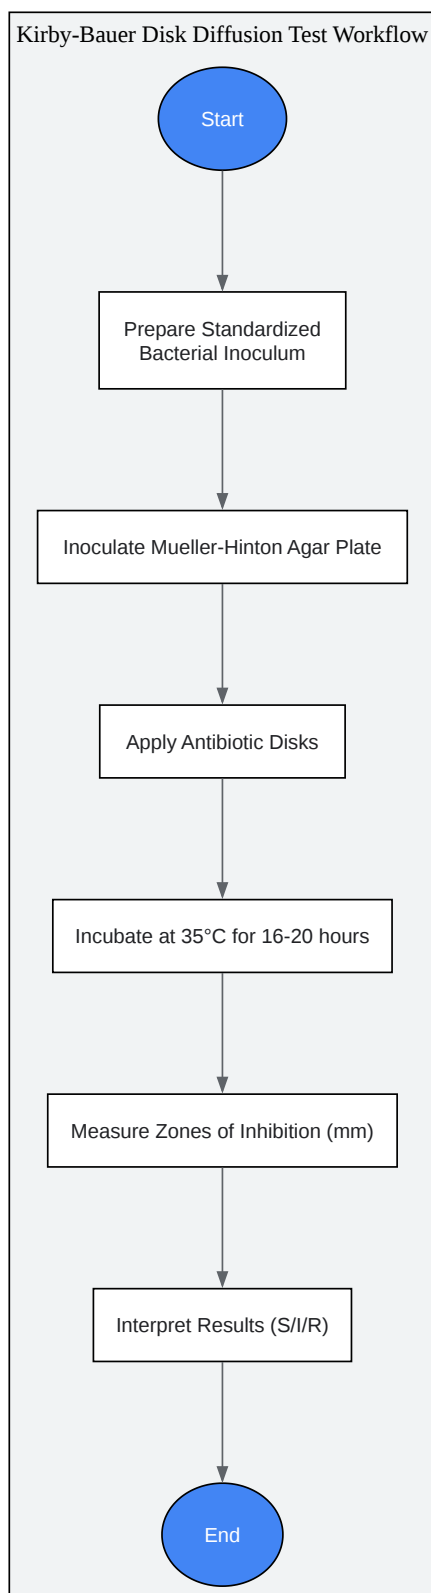 Kirby-Bauer Disk Diffusion Test Workflow
Start
Prepare Standardized
Bacterial Inoculum
Inoculate Mueller-Hinton Agar Plate
Apply Antibiotic Disks
Incubate at 35°C for 16-20 hours
Measure Zones of Inhibition (mm)
Interpret Results (S/I/R)
End